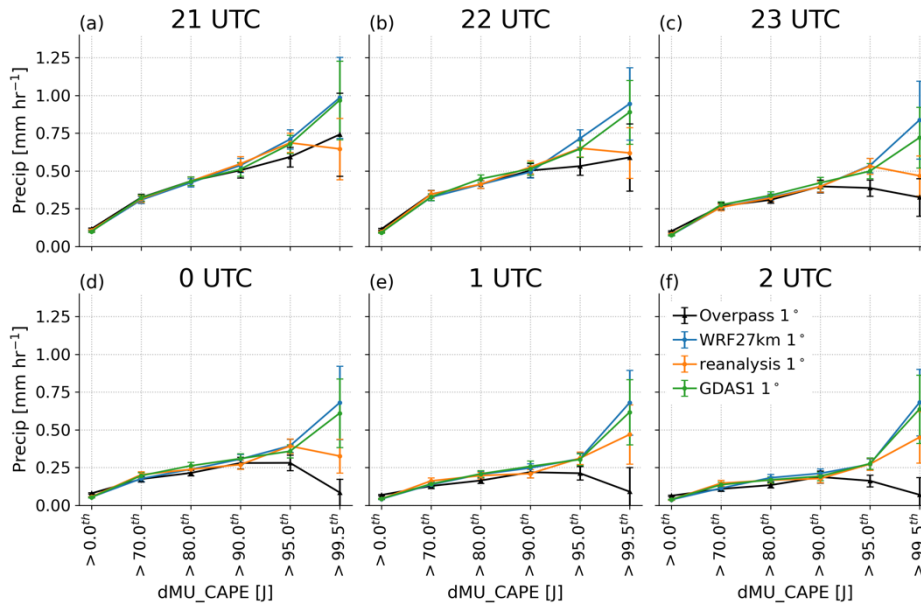 (a) 21 UTC
(b) 22 UTC
(c) 23 UTC
Precip [mm hr⁻¹]
1.25
1.00
0.75
0.50
0.25
0.00
(d) 0 UTC
(e) 1 UTC
(f) 2 UTC
Precip [mm hr⁻¹]
1.25
1.00
0.75
0.50
0.25
0.00
Overpass 1°
WRF27km 1°
reanalysis 1°
GDAS1 1°
> 0.0th
> 70.0th
> 80.0th
> 90.0th
> 95.0th
> 99.5th
> 0.0th
> 70.0th
> 80.0th
> 90.0th
> 95.0th
> 99.5th
> 0.0th
> 70.0th
> 80.0th
> 90.0th
> 95.0th
> 99.5th
dMU_CAPE [J]
dMU_CAPE [J]
dMU_CAPE [J]